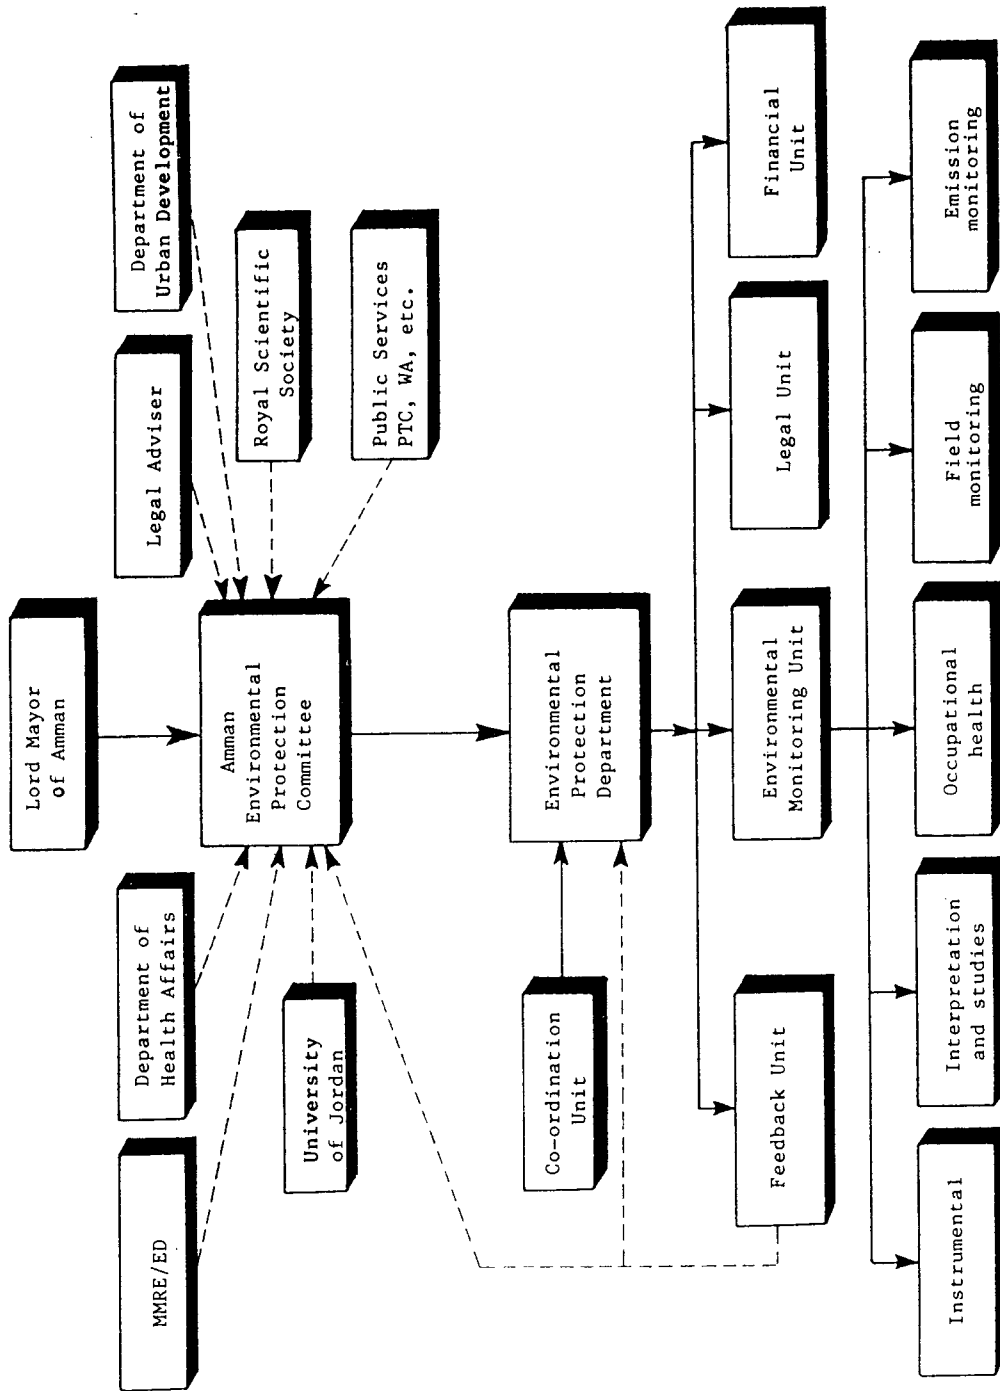 Lord Mayor
of Amman
MMRE/ED
Department of
Health Affairs
Legal Adviser
Department of
Urban Development
University
of Jordan
Amman
Environmental
Protection
Committee
Royal Scientific
Society
Public Services
PTC, WA, etc.
Co-ordination
Unit
Environmental
Protection
Department
Feedback Unit
Environmental
Monitoring Unit
Legal Unit
Financial
Unit
Instrumental
Interpretation
and studies
Occupational
health
Field
monitoring
Emission
monitoring